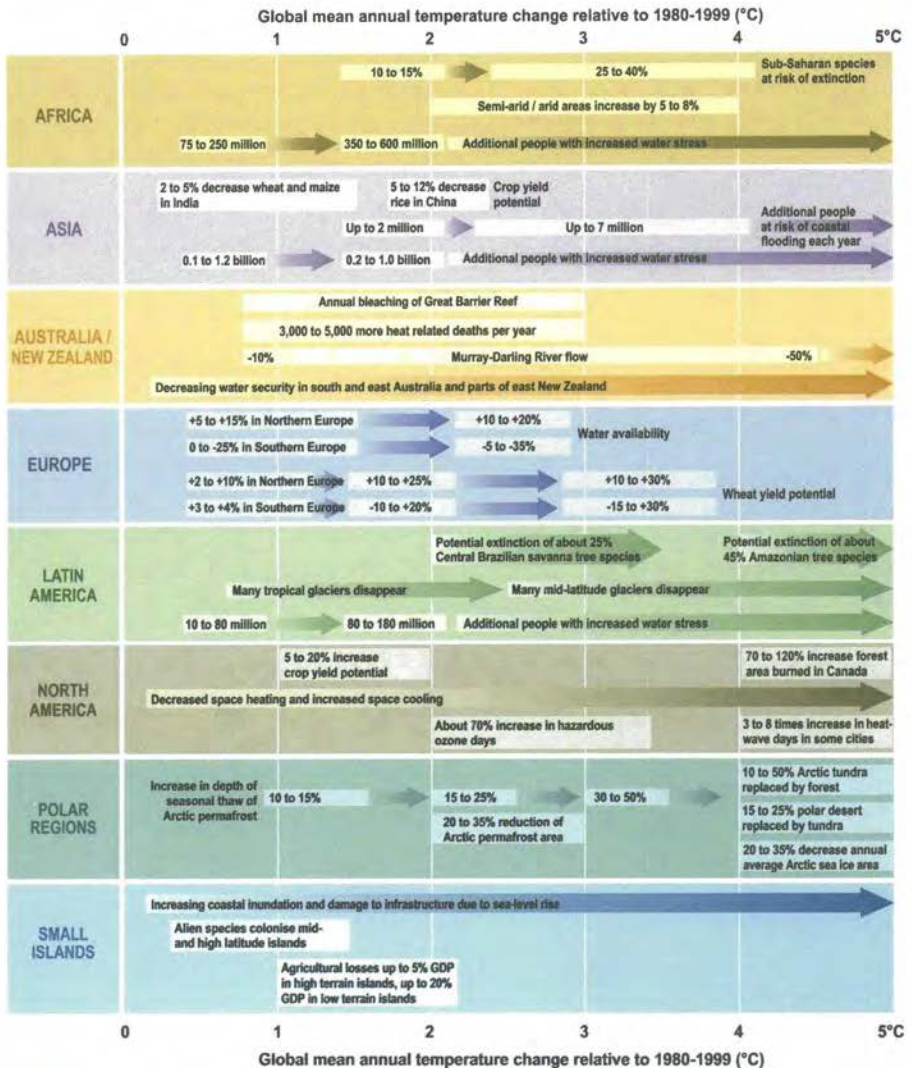 Global mean annual temperature change relative to 1980-1999 (°C)
0 1 2 3 4 5°C
AFRICA
10 to 15% 25 to 40% Sub-Saharan species
at risk of extinction
Semi-arid / arid areas increase by 5 to 8%
75 to 250 million 350 to 600 million Additional people with increased water stress
ASIA
2 to 5% decrease wheat and maize
in India
5 to 12% decrease
rice in China
Crop yield
potential
Up to 2 million Up to 7 million
Additional people
at risk of coastal
flooding each year
0.1 to 1.2 billion 0.2 to 1.0 billion Additional people with increased water stress
AUSTRALIA /
NEW ZEALAND
Annual bleaching of Great Barrier Reef
3,000 to 5,000 more heat related deaths per year
-10% Murray-Darling River flow -50%
Decreasing water security in south and east Australia and parts of east New Zealand
EUROPE
+5 to +15% in Northern Europe +10 to +20%
0 to -25% in Southern Europe -5 to -35%
Water availability
+2 to +10% in Northern Europe +10 to +25% +10 to +30%
+3 to +4% in Southern Europe -10 to +20% -15 to +30%
Wheat yield potential
LATIN
AMERICA
Potential extinction of about 25%
Central Brazilian savanna tree species
Potential extinction of about
45% Amazonian tree species
Many tropical glaciers disappear Many mid-latitude glaciers disappear
10 to 80 million 80 to 180 million Additional people with increased water stress
NORTH
AMERICA
5 to 20% increase
crop yield potential
70 to 120% increase forest
area burned in Canada
Decreased space heating and increased space cooling
About 70% increase in hazardous
ozone days
3 to 8 times increase in heat-
wave days in some cities
POLAR
REGIONS
Increase in depth of
seasonal thaw of
Arctic permafrost
10 to 15% 15 to 25% 30 to 50%
20 to 35% reduction of
Arctic permafrost area
10 to 50% Arctic tundra
replaced by forest
15 to 25% polar desert
replaced by tundra
20 to 35% decrease annual
average Arctic sea ice area
SMALL
ISLANDS
Increasing coastal inundation and damage to infrastructure due to sea-level rise
Alien species colonise mid-
and high latitude islands
Agricultural losses up to 5% GDP
in high terrain islands, up to 20%
GDP in low terrain islands
0 1 2 3 4 5°C
Global mean annual temperature change relative to 1980-1999 (°C)